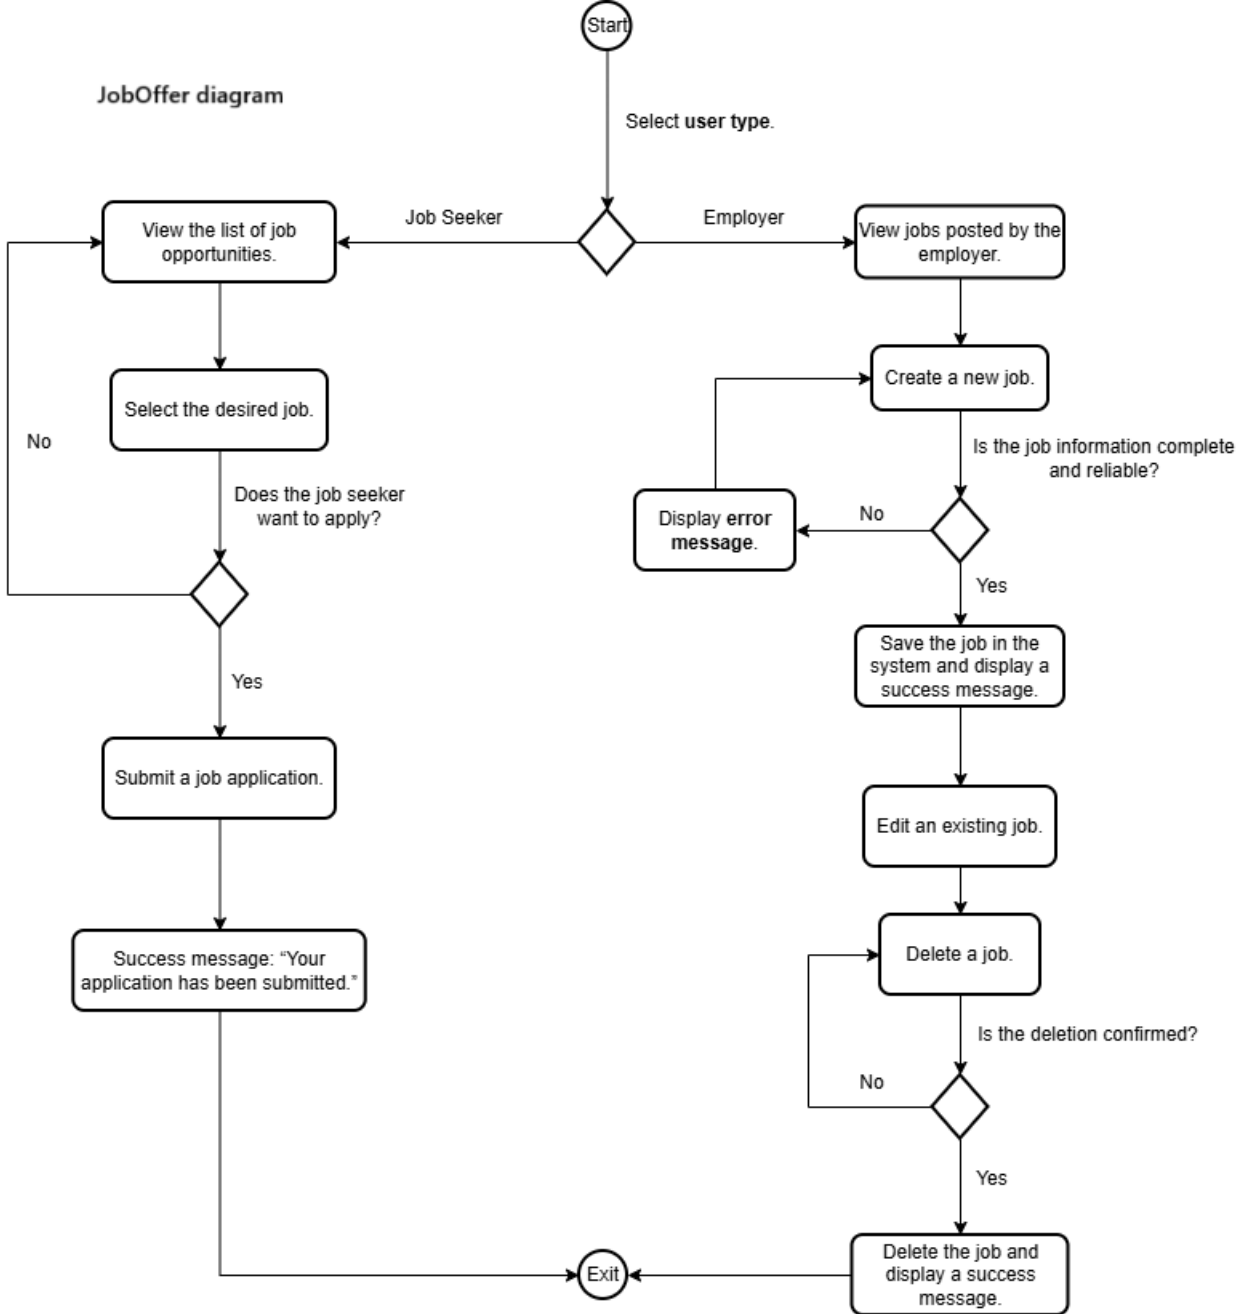 Start
JobOffer diagram
Select user type.
Job Seeker
Employer
View the list of job
opportunities.
View jobs posted by the
employer.
Select the desired job.
Create a new job.
No
Is the job information complete
and reliable?
Does the job seeker
want to apply?
Display error
message.
No
Yes
Yes
Save the job in the
system and display a
success message.
Submit a job application.
Edit an existing job.
Success message: “Your
application has been submitted.”
Delete a job.
Is the deletion confirmed?
No
Yes
Exit
Delete the job and
display a success
message.